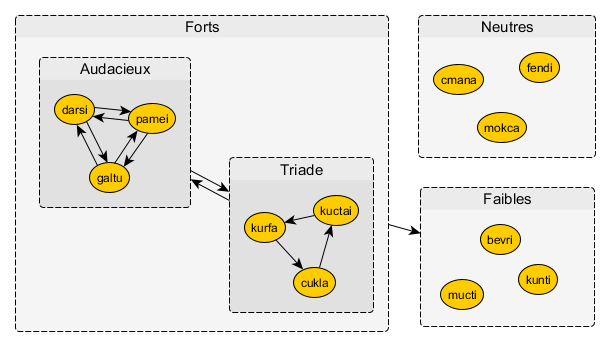 Forts
Neutres
Audacieux
darsi
pamei
galtu
Triade
kurfa
kuctai
cukla
cmana
fendi
mokca
Faibles
bevri
mucti
kunti